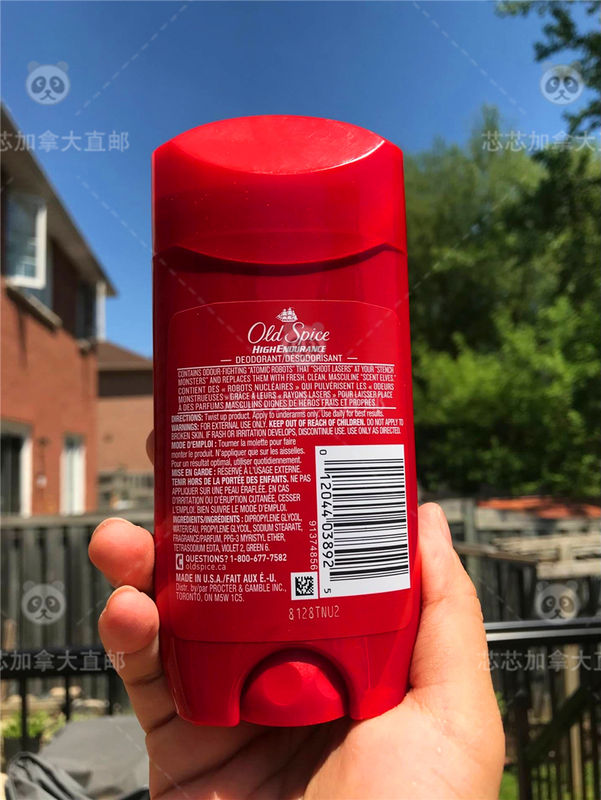 芯芯加拿大直邮
芯芯加拿大直邮
Old Spice
HIGH ENDURANCE
DEODORANT/DÉSODORISANT
CONTAINS ODOUR-FIGHTING "ATOMIC ROBOTS" THAT "SHOOT LASERS" AT YOUR "STENCH
MONSTERS" AND REPLACES THEM WITH FRESH, CLEAN, MASCULINE "SCENT ELVES."
CONTIENT DES « ROBOTS NUCLÉAIRES » QUI PULVÉRISENT LES « ODEURS
MONSTRUEUSES » GRÂCE À LEURS « RAYONS LASER » POUR LAISSER PLACE
À DES PARFUMS MASCULINS DIGNES DE HÉROS FRAIS ET PROPRES.
DIRECTIONS: Twist up product. Apply to underarms only. Use daily for best results.
WARNINGS: FOR EXTERNAL USE ONLY. KEEP OUT OF REACH OF CHILDREN. DO NOT APPLY TO
BROKEN SKIN. IF RASH OR IRRITATION DEVELOPS, DISCONTINUE USE. USE ONLY AS DIRECTED.
MODE D'EMPLOI : Tourner la molette pour faire
monter le produit. N'appliquer que sur les aisselles.
Pour un résultat optimal, utiliser quotidiennement.
MISE EN GARDE : RÉSERVÉ À L'USAGE EXTERNE.
TENIR HORS DE LA PORTÉE DES ENFANTS. NE PAS
APPLIQUER SUR UNE PEAU ÉRAFLÉE. EN CAS
D'IRRITATION OU D'ÉRUPTION CUTANÉE, CESSER
L'EMPLOI. BIEN SUIVRE LE MODE D'EMPLOI.
INGREDIENTS/INGRÉDIENTS: DIPROPYLENE GLYCOL,
WATER/EAU, PROPYLENE GLYCOL, SODIUM STEARATE,
FRAGRANCE/PARFUM, PPG-3 MYRISTYL ETHER,
TETRASODIUM EDTA, VIOLET 2, GREEN 6.
QUESTIONS? 1-800-677-7582
oldspice.ca
MADE IN U.S.A./FAIT AUX É.-U.
Distr. by/par PROCTER & GAMBLE INC.,
TORONTO, ON M5W 1C5.
91374856
0 12044 03892 5
8128TNU2
芯芯加拿大直邮
芯芯加拿大直邮